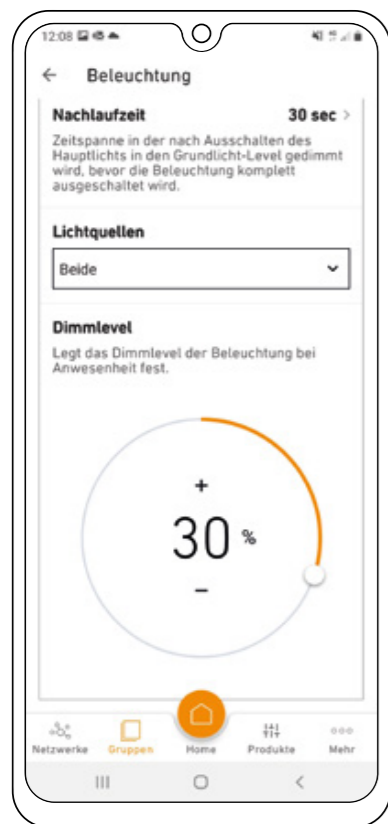 12:08
Beleuchtung
Nachlaufzeit 30 sec >
Zeitspanne in der nach Ausschalten des
Hauptlichts in den Grundlicht-Level gedimmt
wird, bevor die Beleuchtung komplett
ausgeschaltet wird.
Lichtquellen
Beide
Dimmlevel
Legt das Dimmlevel der Beleuchtung bei
Anwesenheit fest.
+
30 %
−
Netzwerke Gruppen Home Produkte Mehr